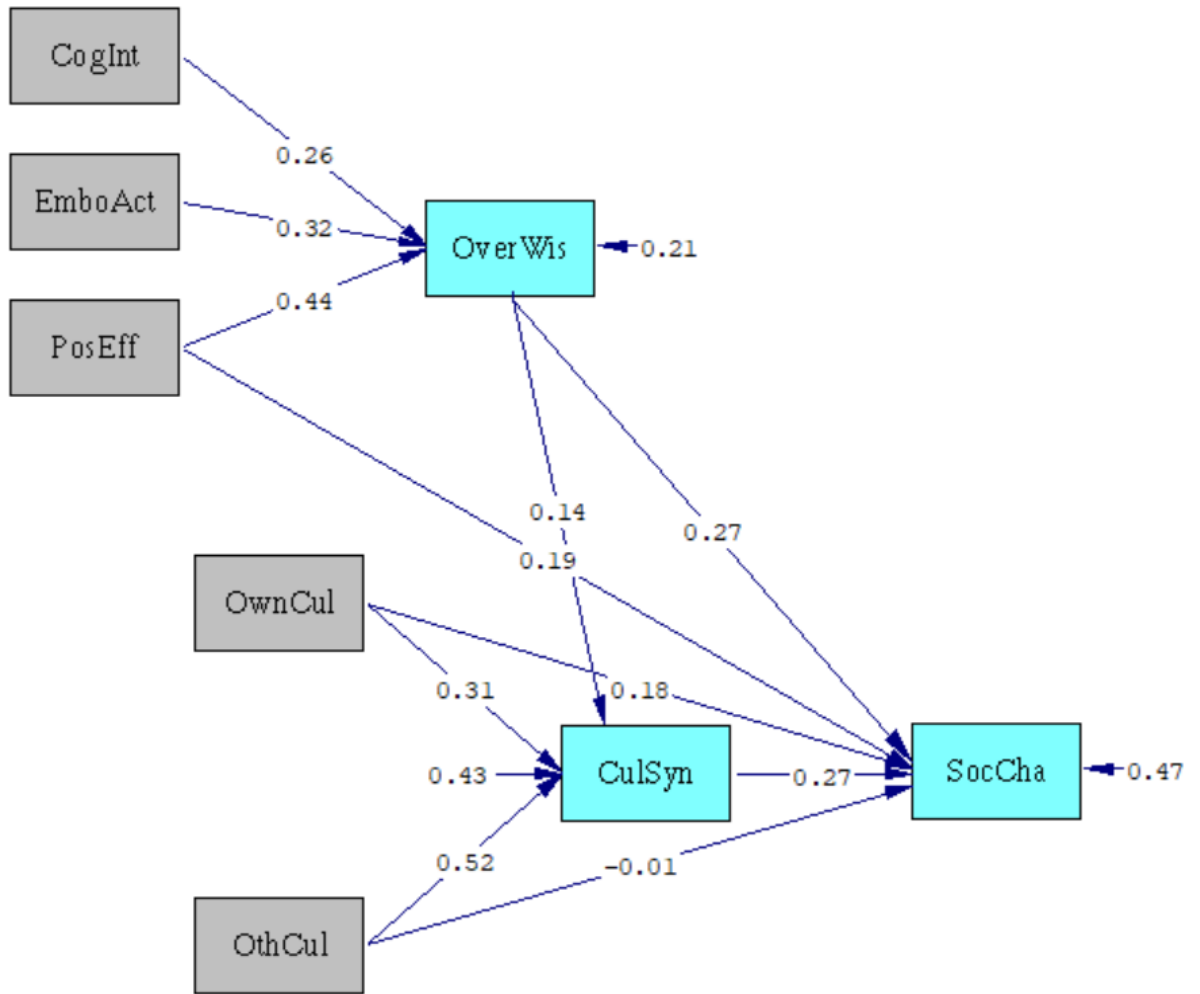 CogInt
0.26
EmboAct
0.32
OverWis
0.21
0.44
PosEff
0.14
0.27
0.19
OwnCul
0.31
0.18
0.43
CulSyn
0.27
SocCha
0.47
0.52
-0.01
OthCul